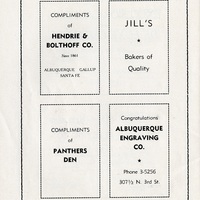 COMPLIMENTS
of
HENDRIE &
BOLTHOFF CO.
Since 1861
ALBUQUERQUE GALLUP
SANTA FE
JILL'S
Bakers of
Quality
COMPLIMENTS
of
PANTHERS
DEN
Congratulations
ALBUQUERQUE
ENGRAVING
CO.
Phone 3-5256
307½ N. 3rd St.